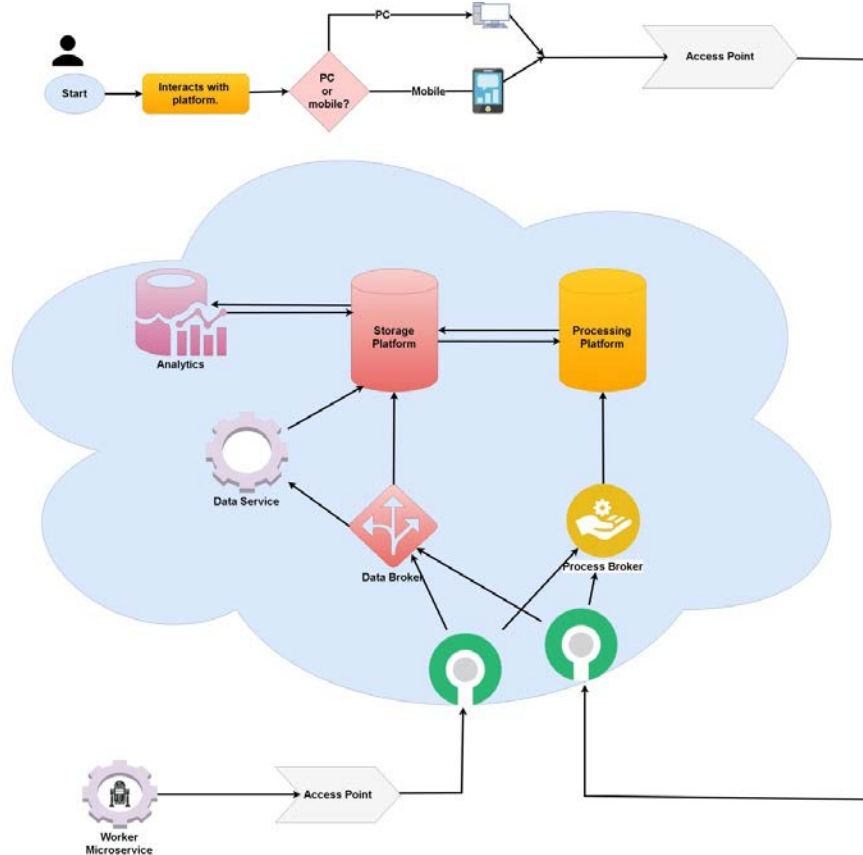 PC
Start
Interacts with
platform.
PC
or
mobile?
Mobile
Access Point
Analytics
Storage
Platform
Processing
Platform
Data Service
Data Broker
Process Broker
Access Point
Worker
Microservice